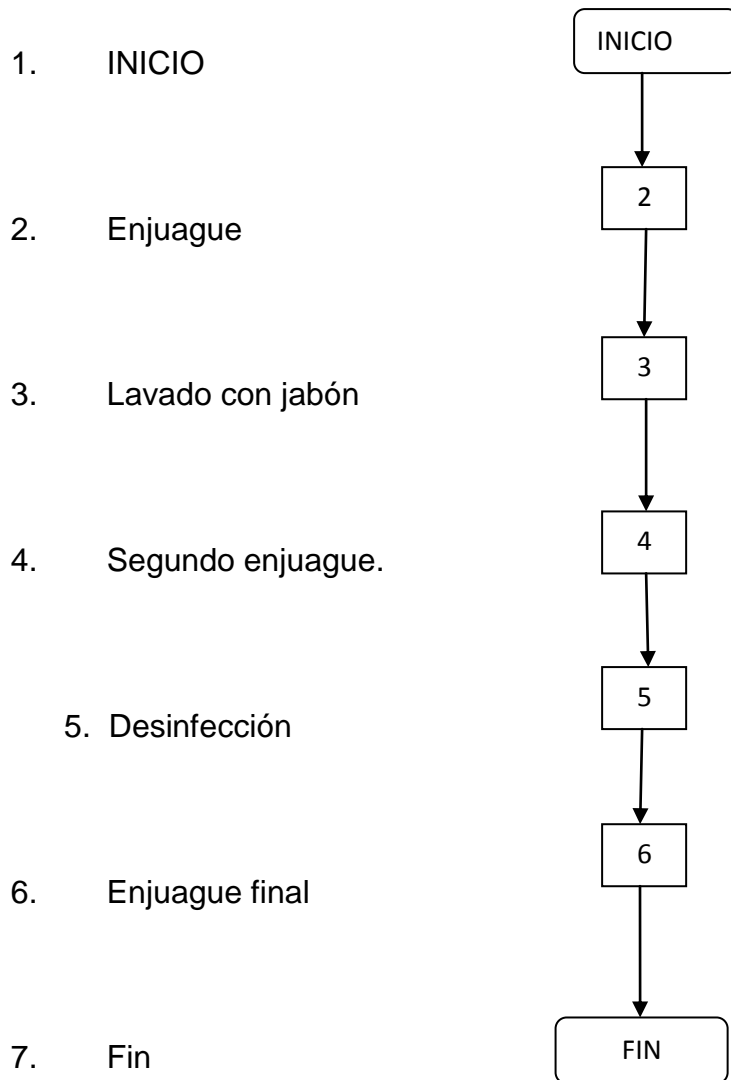 INICIO
1. INICIO
2
2. Enjuague
3
3. Lavado con jabón
4
4. Segundo enjuague.
5
5. Desinfección
6
6. Enjuague final
FIN
7. Fin